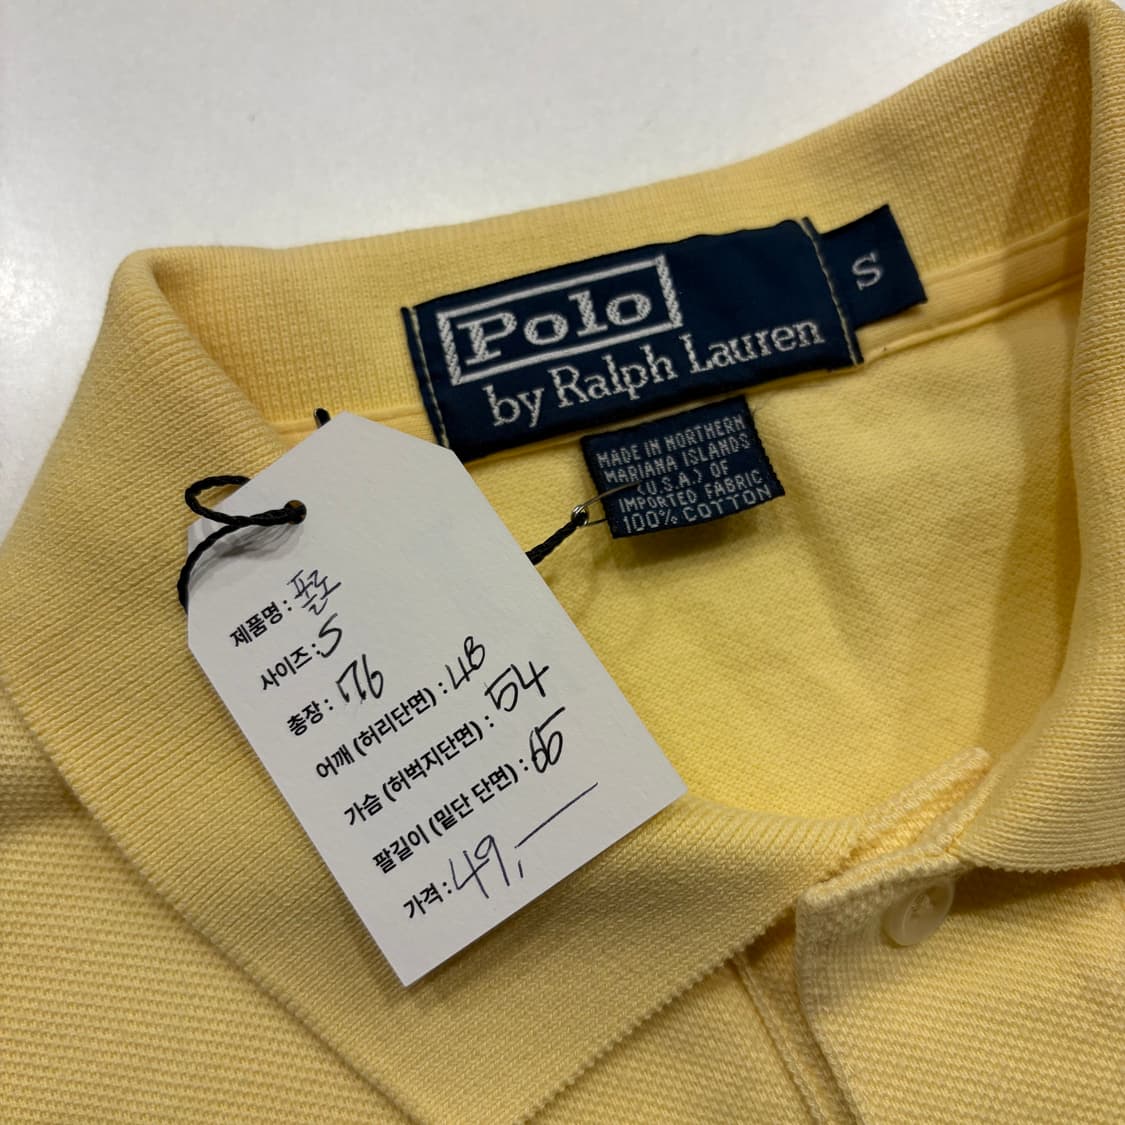 Polo
by Ralph Lauren
S
MADE IN NORTHERN
MARIANA ISLANDS
(U.S.A.) OF
IMPORTED FABRIC
100% COTTON
제품명 : 폴로
사이즈 : S
총장 : 76
어깨 (허리단면) : 48
가슴 (허벅지단면) : 54
팔길이 (밑단 단면) : 65
가격 : 49,—